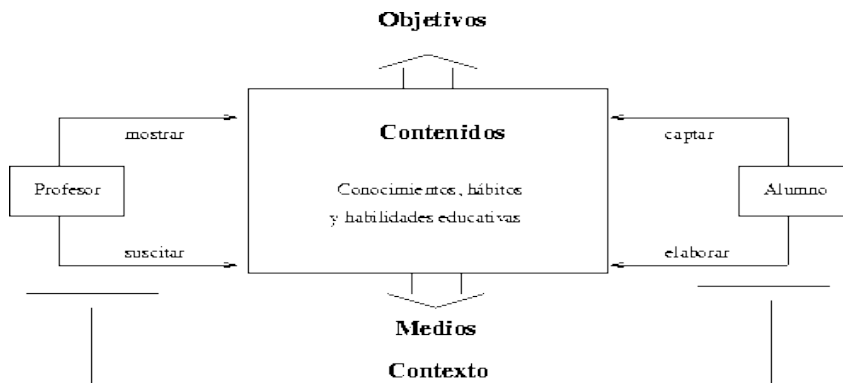 Objetivos
mostrar
Contenidos
captar
Profesor
Conocimientos, hábitos
y habilidades educativas
Alumno
suscitar
elaborar
Medios
Contexto